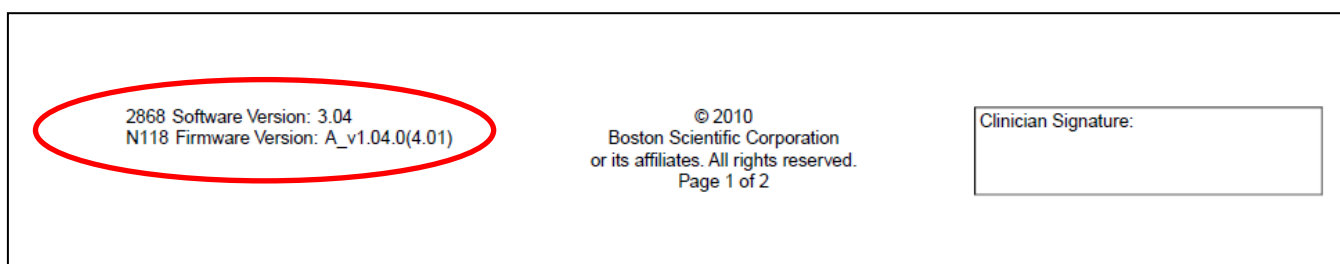 2868 Software Version: 3.04
N118 Firmware Version: A_v1.04.0(4.01)
© 2010
Boston Scientific Corporation
or its affiliates. All rights reserved.
Page 1 of 2
Clinician Signature: